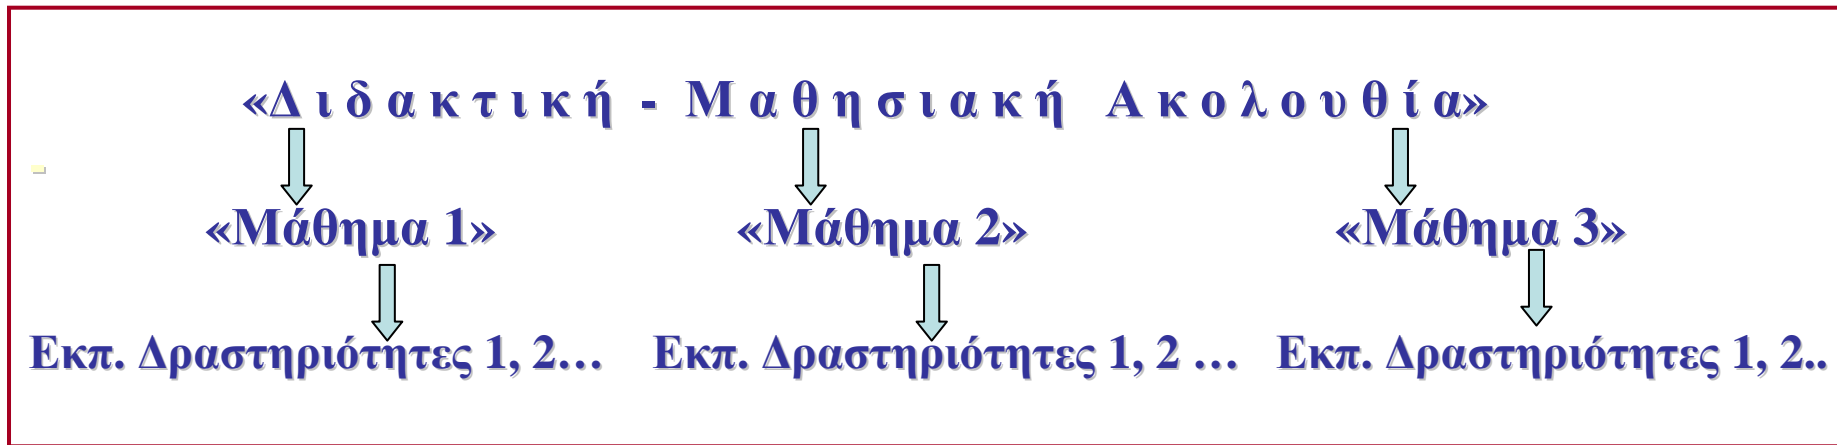 «Διδακτική - Μαθησιακή Ακολουθία»
«Μάθημα 1» «Μάθημα 2» «Μάθημα 3»
Εκπ. Δραστηριότητες 1, 2… Εκπ. Δραστηριότητες 1, 2 … Εκπ. Δραστηριότητες 1, 2..